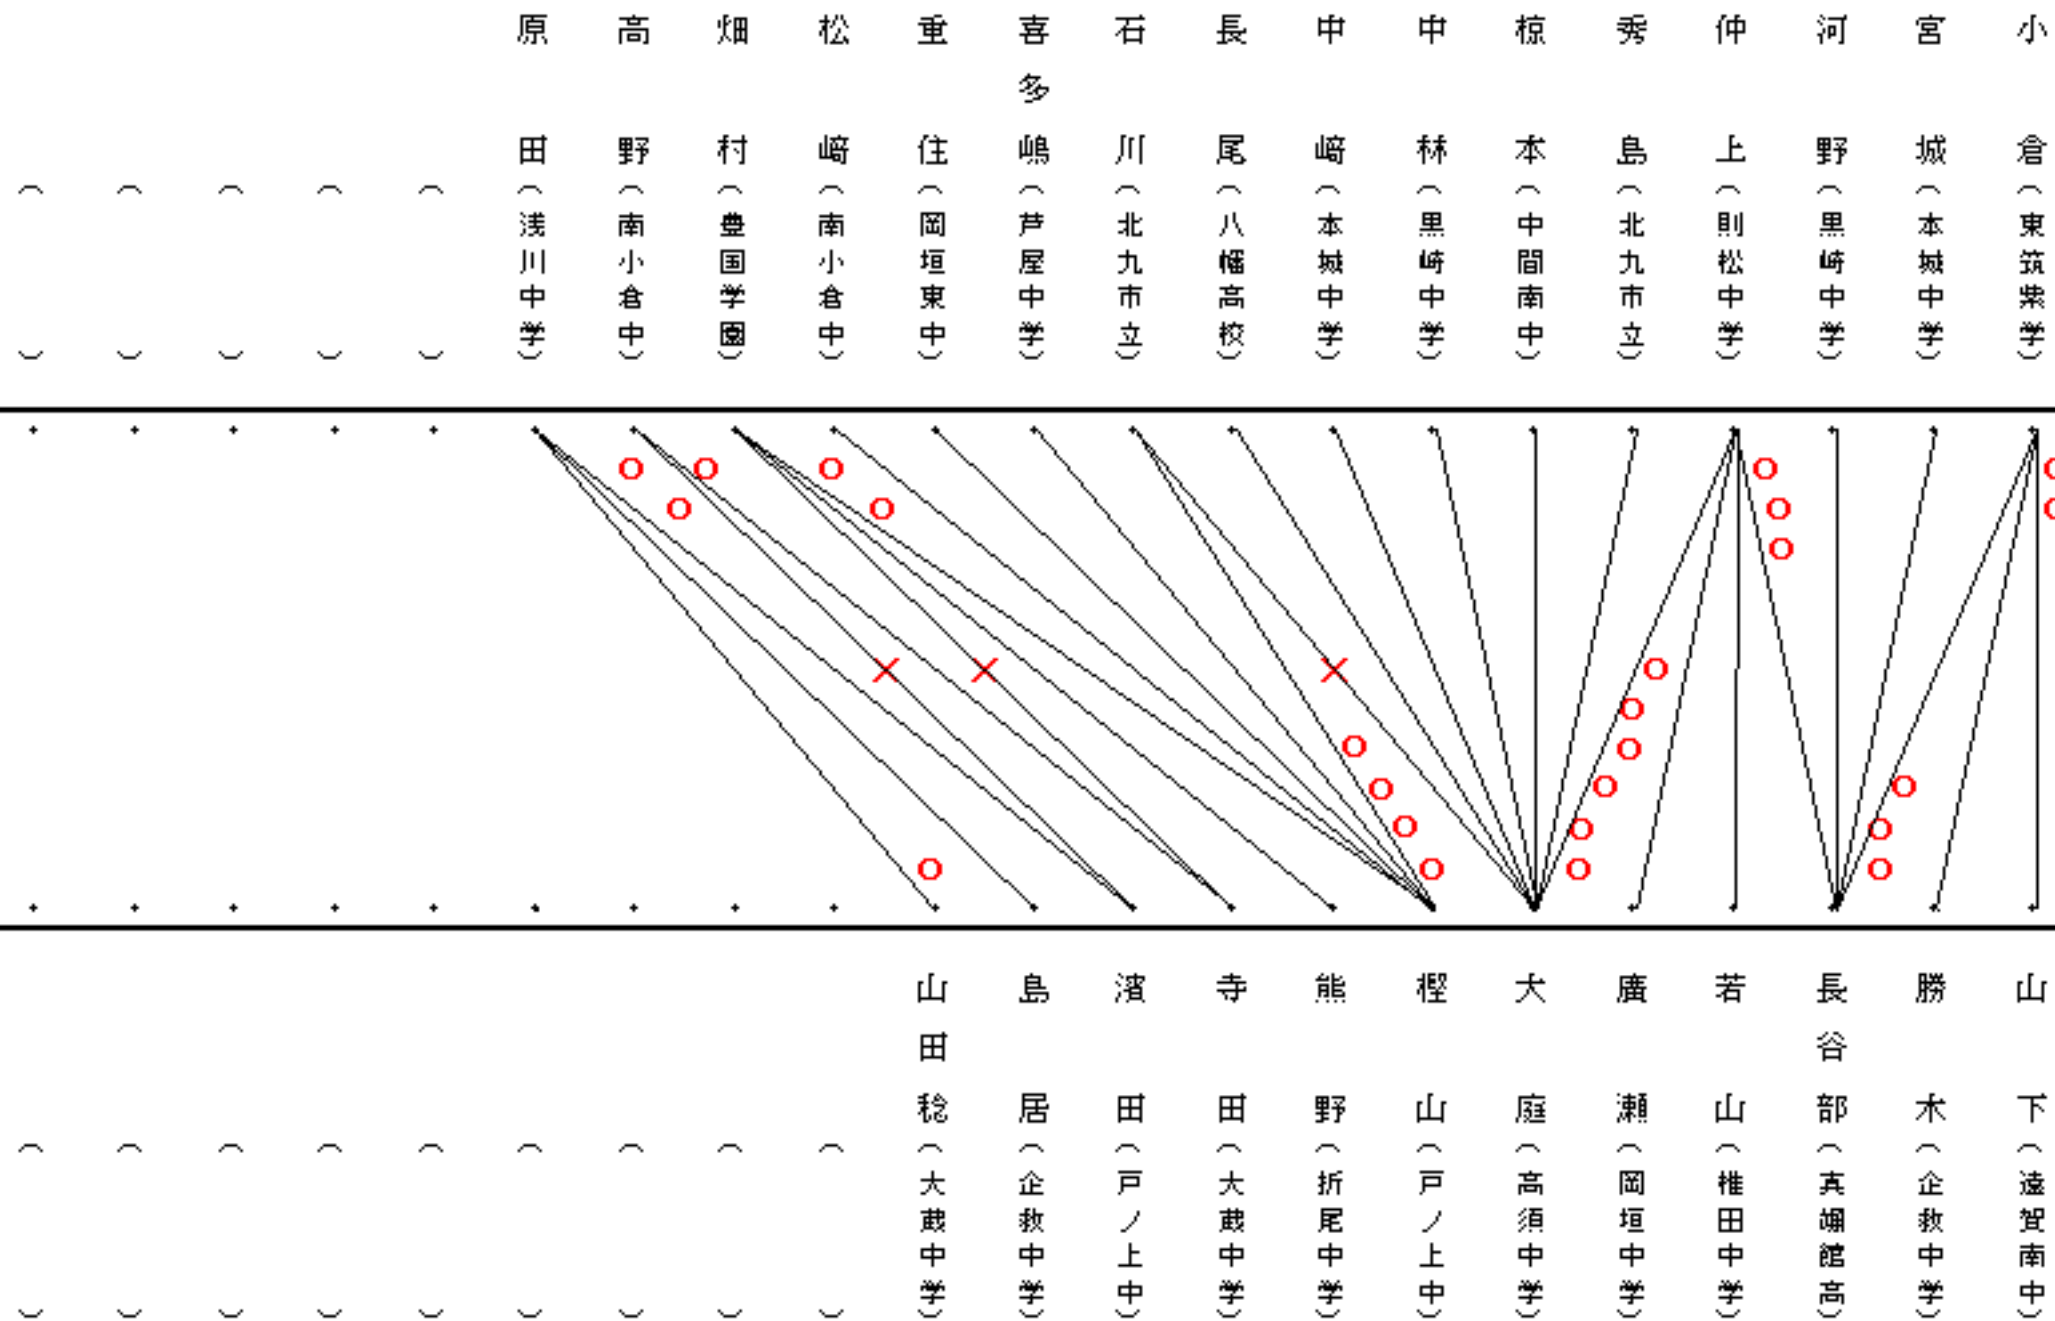 小倉（東筑紫学）
宮城（本城中学）
河野（黒崎中学）
仲上（則松中学）
秀島（北九市立）
椋本（中間南中）
中林（黒崎中学）
中﨑（本城中学）
長尾（八幡高校）
石川（北九市立）
喜多嶋（芦屋中学）
重住（岡垣東中）
松﨑（南小倉中）
畑村（豊国学園）
高野（南小倉中）
原田（浅川中学）
山下（遠賀南中）
勝木（企救中学）
長谷部（真颯館高）
若山（椎田中学）
廣瀬（岡垣中学）
大庭（高須中学）
樫山（戸ノ上中）
熊野（折尾中学）
寺田（大蔵中学）
濱田（戸ノ上中）
島居（企救中学）
山田稔（大蔵中学）